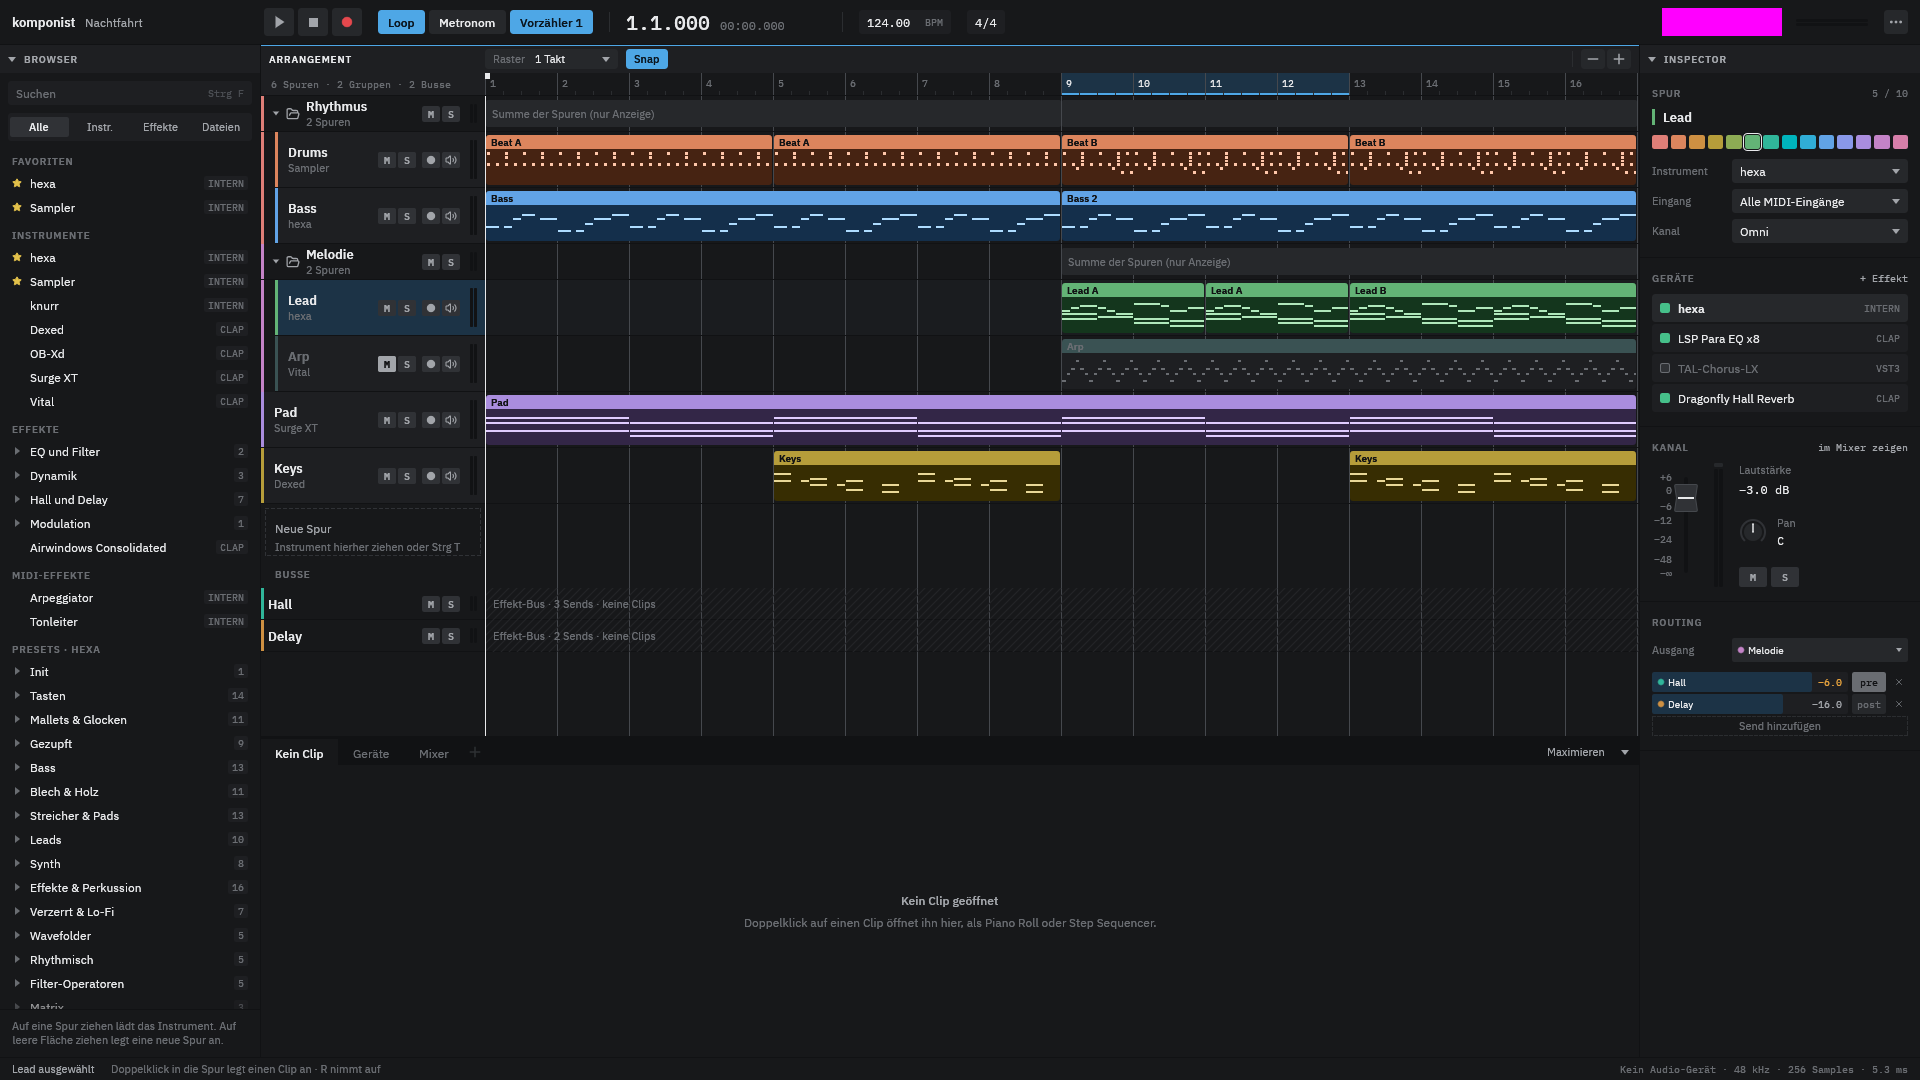 komponist Nachtfahrt
Loop Metronom Vorzähler 1
1.1.000 00:00.000
124.00 BPM 4/4
BROWSER
Suchen Strg F
Alle Instr. Effekte Dateien
FAVORITEN
hexa INTERN
Sampler INTERN
INSTRUMENTE
hexa INTERN
Sampler INTERN
knurr INTERN
Dexed CLAP
OB-Xd CLAP
Surge XT CLAP
Vital CLAP
EFFEKTE
EQ und Filter 2
Dynamik 3
Hall und Delay 7
Modulation 1
Airwindows Consolidated CLAP
MIDI-EFFEKTE
Arpeggiator INTERN
Tonleiter INTERN
PRESETS · HEXA
Init 1
Tasten 14
Mallets & Glocken 11
Gezupft 9
Bass 13
Blech & Holz 11
Streicher & Pads 13
Leads 10
Synth 8
Effekte & Perkussion 16
Verzerrt & Lo-Fi 7
Wavefolder 5
Rhythmisch 5
Filter-Operatoren 5
Matrix 3
Auf eine Spur ziehen lädt das Instrument. Auf
leere Fläche ziehen legt eine neue Spur an.
ARRANGEMENT
Raster 1 Takt Snap
6 Spuren · 2 Gruppen · 2 Busse
1 2 3 4 5 6 7 8 9 10 11 12 13 14 15 16
Rhythmus
2 Spuren
M S
Summe der Spuren (nur Anzeige)
Drums
Sampler
M S
Beat A Beat A Beat B Beat B
Bass
hexa
M S
Bass Bass 2
Melodie
2 Spuren
M S
Summe der Spuren (nur Anzeige)
Lead
hexa
M S
Lead A Lead A Lead B
Arp
Vital
M S
Arp
Pad
Surge XT
M S
Pad
Keys
Dexed
M S
Keys Keys
Neue Spur
Instrument hierher ziehen oder Strg T
BUSSE
Hall M S
Effekt-Bus · 3 Sends · keine Clips
Delay M S
Effekt-Bus · 2 Sends · keine Clips
Kein Clip Geräte Mixer +
Maximieren
Kein Clip geöffnet
Doppelklick auf einen Clip öffnet ihn hier, als Piano Roll oder Step Sequencer.
INSPECTOR
SPUR 5 / 10
Lead
Instrument hexa
Eingang Alle MIDI-Eingänge
Kanal Omni
GERÄTE + Effekt
hexa INTERN
LSP Para EQ x8 CLAP
TAL-Chorus-LX VST3
Dragonfly Hall Reverb CLAP
KANAL im Mixer zeigen
+6
0
−6
−12
−24
−48
−∞
Lautstärke
−3.0 dB
Pan
C
M S
ROUTING
Ausgang Melodie
Hall −6.0 pre ×
Delay −16.0 post ×
Send hinzufügen
Lead ausgewählt Doppelklick in die Spur legt einen Clip an · R nimmt auf
Kein Audio-Gerät · 48 kHz · 256 Samples · 5.3 ms